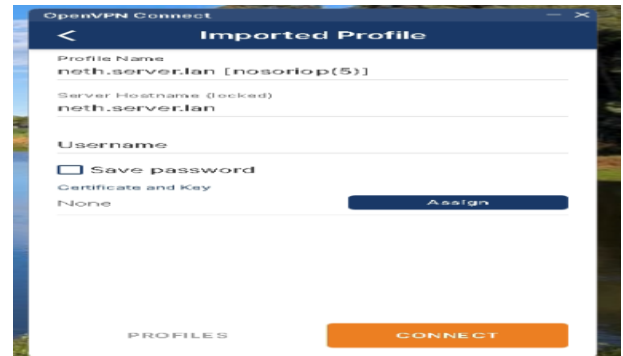 OpenVPN Connect
Imported Profile
Profile Name
neth.server.lan [nosoriop(5)]
Server Hostname (locked)
neth.server.lan
Username
Save password
Certificate and Key
None
Assign
PROFILES
CONNECT